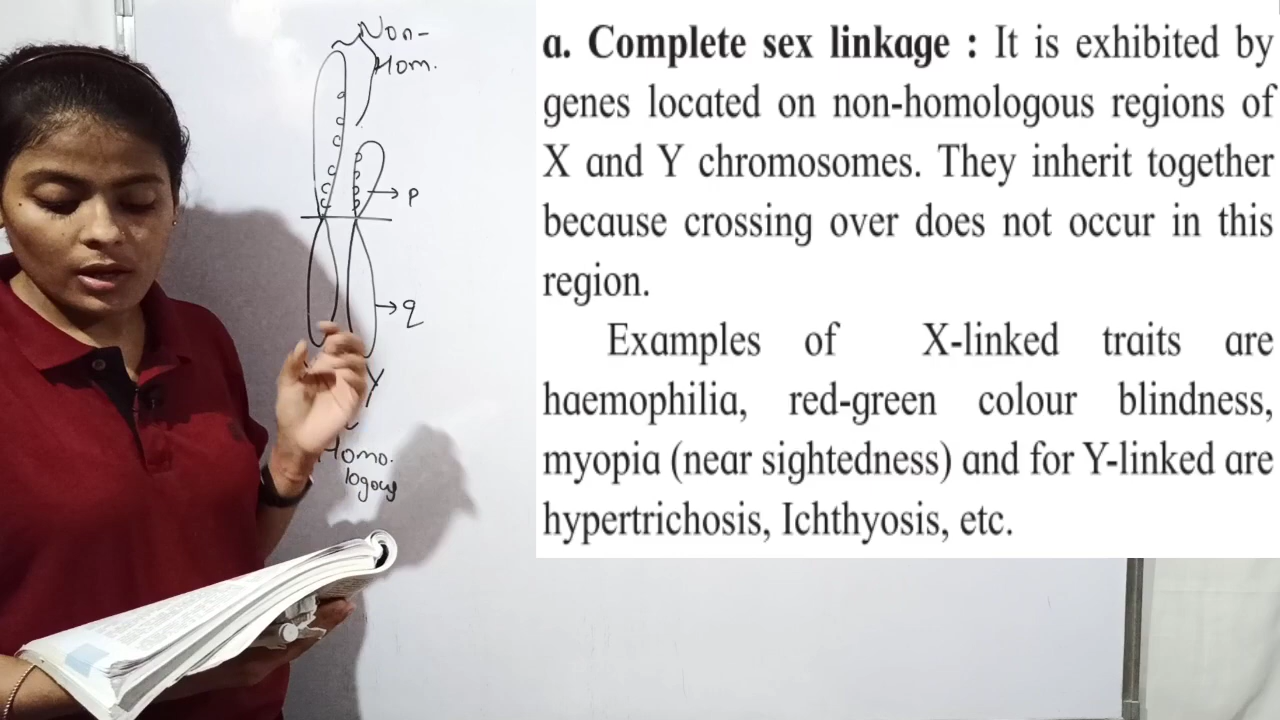 Non-
Hom.
p
q
Y
Homo.
logous
a. Complete sex linkage : It is exhibited by
genes located on non-homologous regions of
X and Y chromosomes. They inherit together
because crossing over does not occur in this
region.
Examples of X-linked traits are
haemophilia, red-green colour blindness,
myopia (near sightedness) and for Y-linked are
hypertrichosis, Ichthyosis, etc.